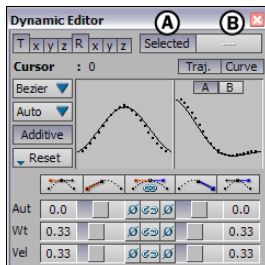 Dynamic Editor A B
T x y z R x y z Selected ---
Cursor : 0 Traj. Curve
Bezier A B
Auto
Additive
Reset
Aut 0.0 Ø Ø 0.0
Wt 0.33 Ø Ø 0.33
Vel 0.33 Ø Ø 0.33